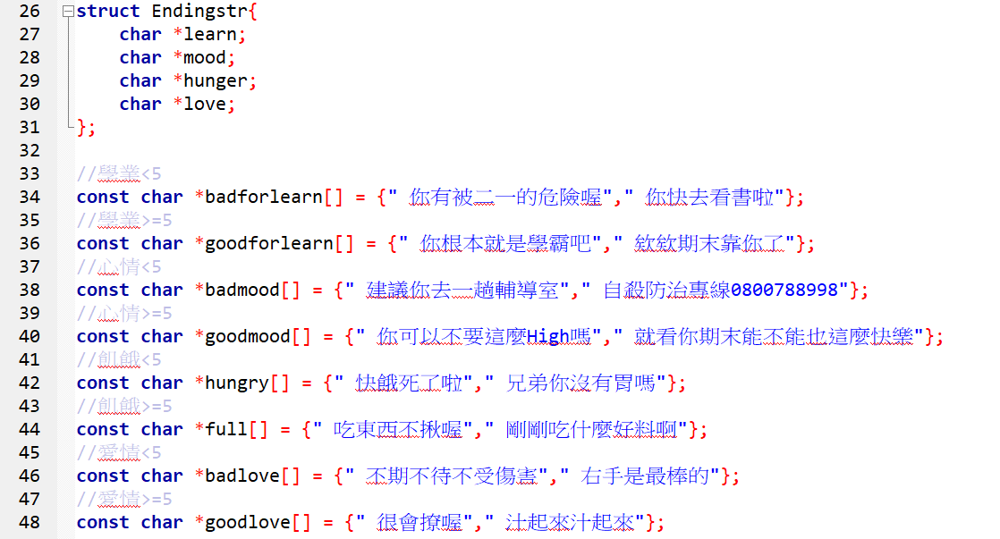 26 struct Endingstr{
27 char *learn;
28 char *mood;
29 char *hunger;
30 char *love;
31 };
32
33 //學業<5
34 const char *badforlearn[] = {" 你有被二一的危險喔"," 你快去看書啦"};
35 //學業>=5
36 const char *goodforlearn[] = {" 你根本就是學霸吧"," 欸欸期末靠你了"};
37 //心情<5
38 const char *badmood[] = {" 建議你去一趟輔導室"," 自殺防治專線0800788998"};
39 //心情>=5
40 const char *goodmood[] = {" 你可以不要這麼High嗎"," 就看你期末能不能也這麼快樂"};
41 //飢餓<5
42 const char *hungry[] = {" 快餓死了啦"," 兄弟你沒有胃嗎"};
43 //飢餓>=5
44 const char *full[] = {" 吃東西不揪喔"," 剛剛吃什麼好料啊"};
45 //愛情<5
46 const char *badlove[] = {" 不期不待不受傷害"," 右手是最棒的"};
47 //愛情>=5
48 const char *goodlove[] = {" 很會撩喔"," 汁起來汁起來"};